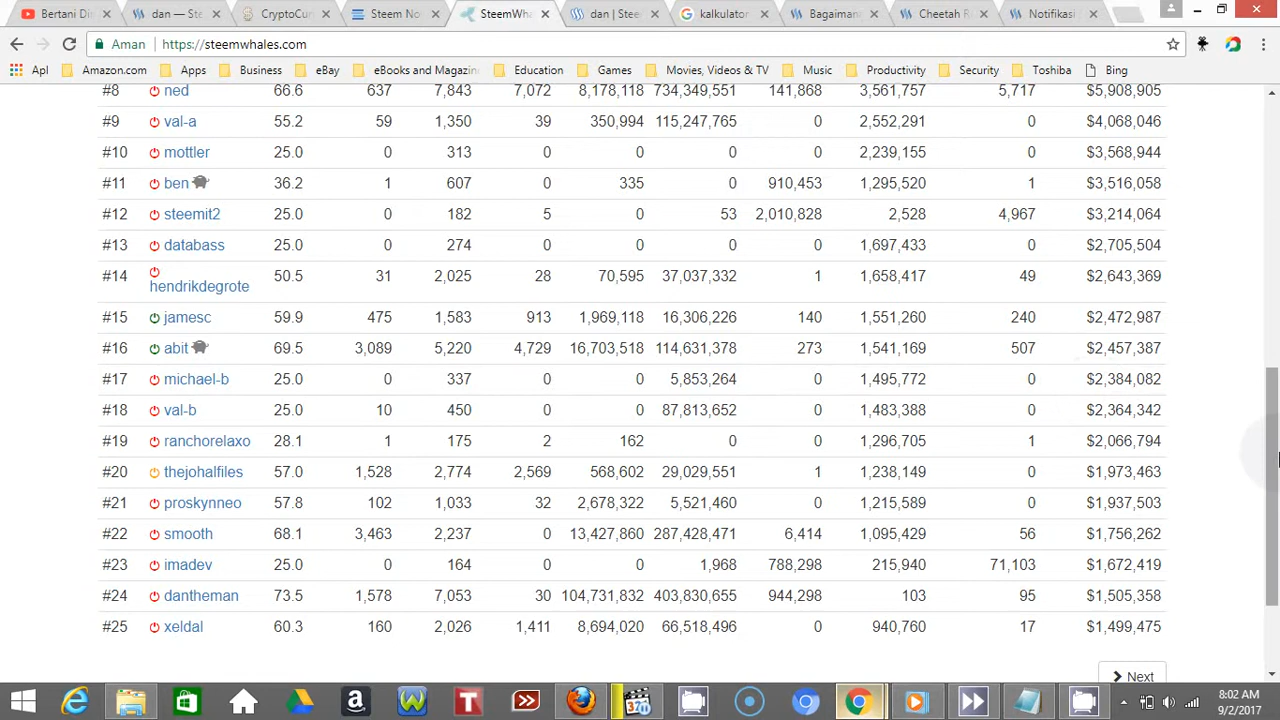 Bertani Di
dan — Ste
CryptoCur
Steem No
SteemWha
dan | Stee
kalkulator
Bagaiman
Cheetah R
Notifikasi
Aman
https://steemwhales.com
Apl Amazon.com Apps Business eBay eBooks and Magazin Education Games Movies, Videos & TV Music Productivity Security Toshiba Bing
#8 ned 66.6 637 7,843 7,072 8,178,118 734,349,551 141,868 3,561,757 5,717 $5,908,905
#9 val-a 55.2 59 1,350 39 350,994 115,247,765 0 2,552,291 0 $4,068,046
#10 mottler 25.0 0 313 0 0 0 0 2,239,155 0 $3,568,944
#11 ben 36.2 1 607 0 335 0 910,453 1,295,520 1 $3,516,058
#12 steemit2 25.0 0 182 5 0 53 2,010,828 2,528 4,967 $3,214,064
#13 databass 25.0 0 274 0 0 0 0 1,697,433 0 $2,705,504
#14 hendrikdegrote 50.5 31 2,025 28 70,595 37,037,332 1 1,658,417 49 $2,643,369
#15 jamesc 59.9 475 1,583 913 1,969,118 16,306,226 140 1,551,260 240 $2,472,987
#16 abit 69.5 3,089 5,220 4,729 16,703,518 114,631,378 273 1,541,169 507 $2,457,387
#17 michael-b 25.0 0 337 0 0 5,853,264 0 1,495,772 0 $2,384,082
#18 val-b 25.0 10 450 0 0 87,813,652 0 1,483,388 0 $2,364,342
#19 ranchorelaxo 28.1 1 175 2 162 0 0 1,296,705 1 $2,066,794
#20 thejohalfiles 57.0 1,528 2,774 2,569 568,602 29,029,551 1 1,238,149 0 $1,973,463
#21 proskynneo 57.8 102 1,033 32 2,678,322 5,521,460 0 1,215,589 0 $1,937,503
#22 smooth 68.1 3,463 2,237 0 13,427,860 287,428,471 6,414 1,095,429 56 $1,756,262
#23 imadev 25.0 0 164 0 0 1,968 788,298 215,940 71,103 $1,672,419
#24 dantheman 73.5 1,578 7,053 30 104,731,832 403,830,655 944,298 103 95 $1,505,358
#25 xeldal 60.3 160 2,026 1,411 8,694,020 66,518,496 0 940,760 17 $1,499,475
Next
8:02 AM
9/2/2017